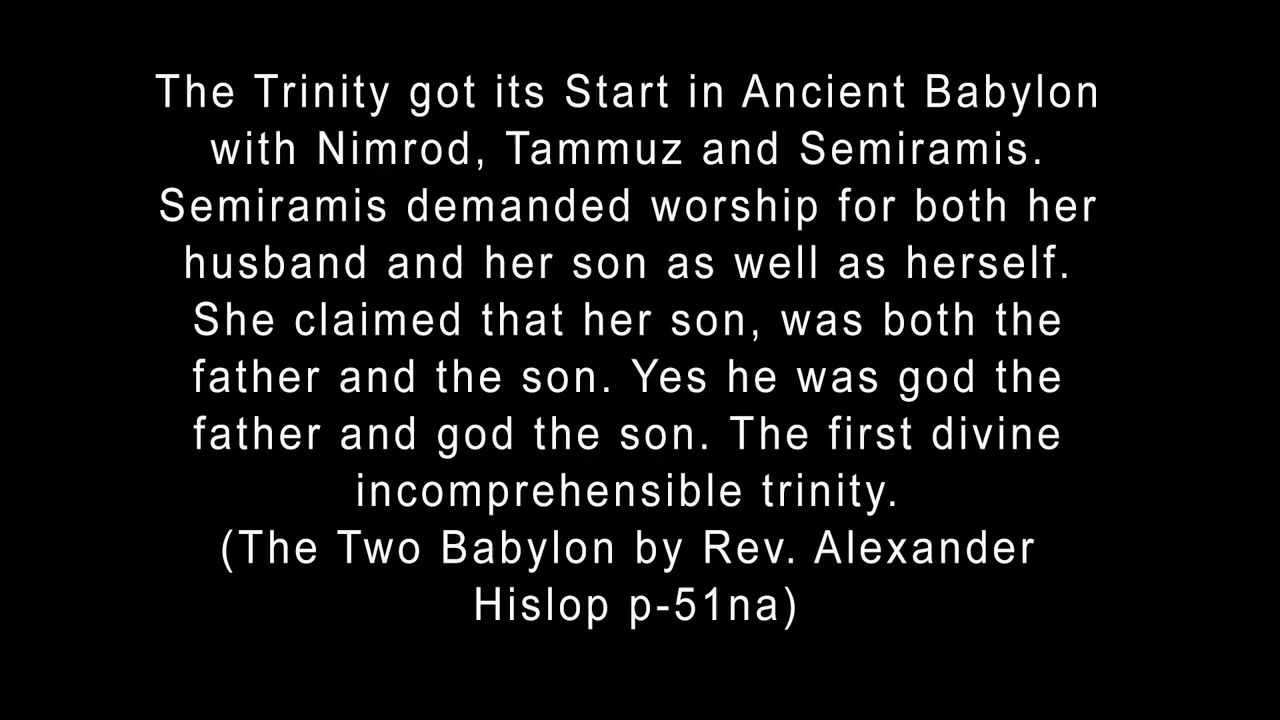 The Trinity got its Start in Ancient Babylon
with Nimrod, Tammuz and Semiramis.
Semiramis demanded worship for both her
husband and her son as well as herself.
She claimed that her son, was both the
father and the son. Yes he was god the
father and god the son. The first divine
incomprehensible trinity.
(The Two Babylon by Rev. Alexander
Hislop p-51na)